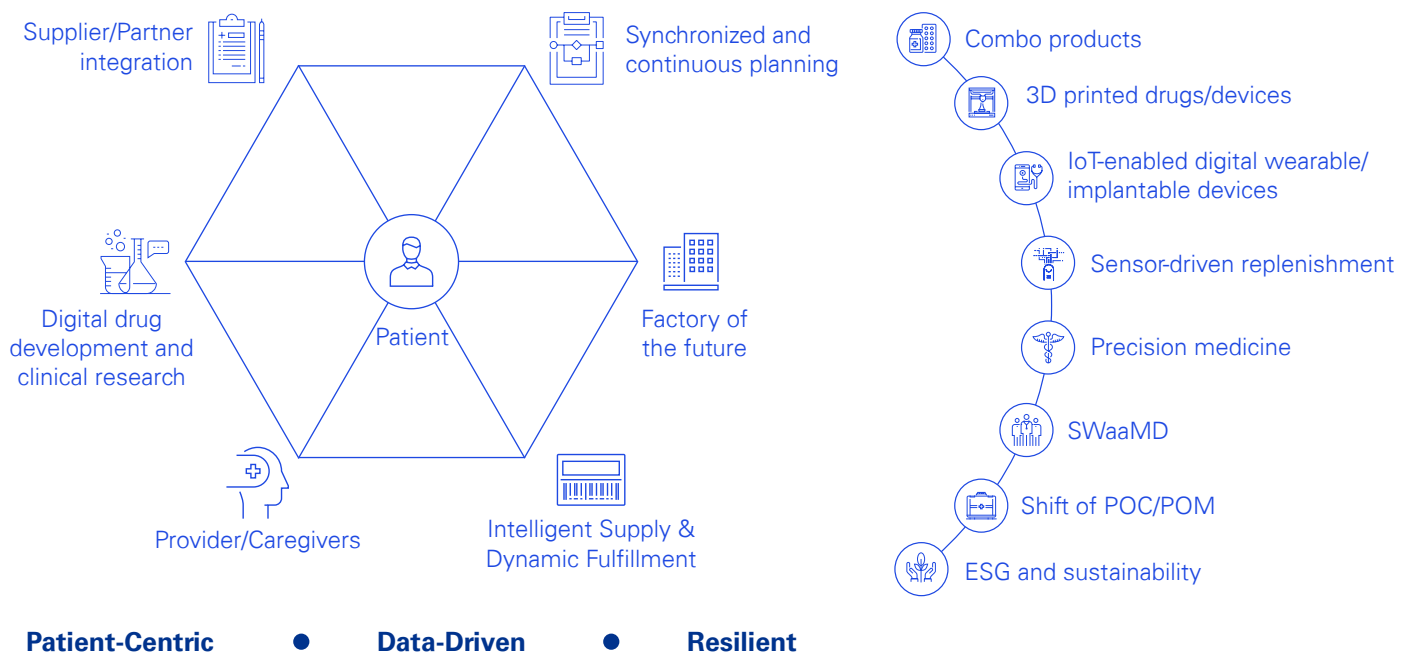 Supplier/Partner
integration
Synchronized and
continuous planning
Digital drug
development and
clinical research
Patient
Factory of
the future
Provider/Caregivers
Intelligent Supply &
Dynamic Fulfillment
Combo products
3D printed drugs/devices
IoT-enabled digital wearable/
implantable devices
Sensor-driven replenishment
Precision medicine
SWaaMD
Shift of POC/POM
ESG and sustainability
Patient-Centric ● Data-Driven ● Resilient